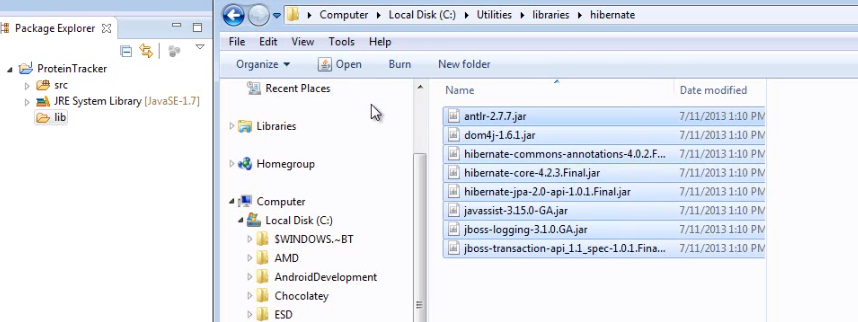 Package Explorer
ProteinTracker
src
JRE System Library [JavaSE-1.7]
lib
Computer Local Disk (C:) Utilities libraries hibernate
File Edit View Tools Help
Organize Open Burn New folder
Recent Places
Libraries
Homegroup
Computer
Local Disk (C:)
$WINDOWS.~BT
AMD
AndroidDevelopment
Chocolatey
ESD
Name Date modified
antlr-2.7.7.jar 7/11/2013 1:10 PM
dom4j-1.6.1.jar 7/11/2013 1:10 PM
hibernate-commons-annotations-4.0.2.F... 7/11/2013 1:10 PM
hibernate-core-4.2.3.Final.jar 7/11/2013 1:10 PM
hibernate-jpa-2.0-api-1.0.1.Final.jar 7/11/2013 1:10 PM
javassist-3.15.0-GA.jar 7/11/2013 1:10 PM
jboss-logging-3.1.0.GA.jar 7/11/2013 1:10 PM
jboss-transaction-api_1.1_spec-1.0.1.Fina... 7/11/2013 1:10 PM